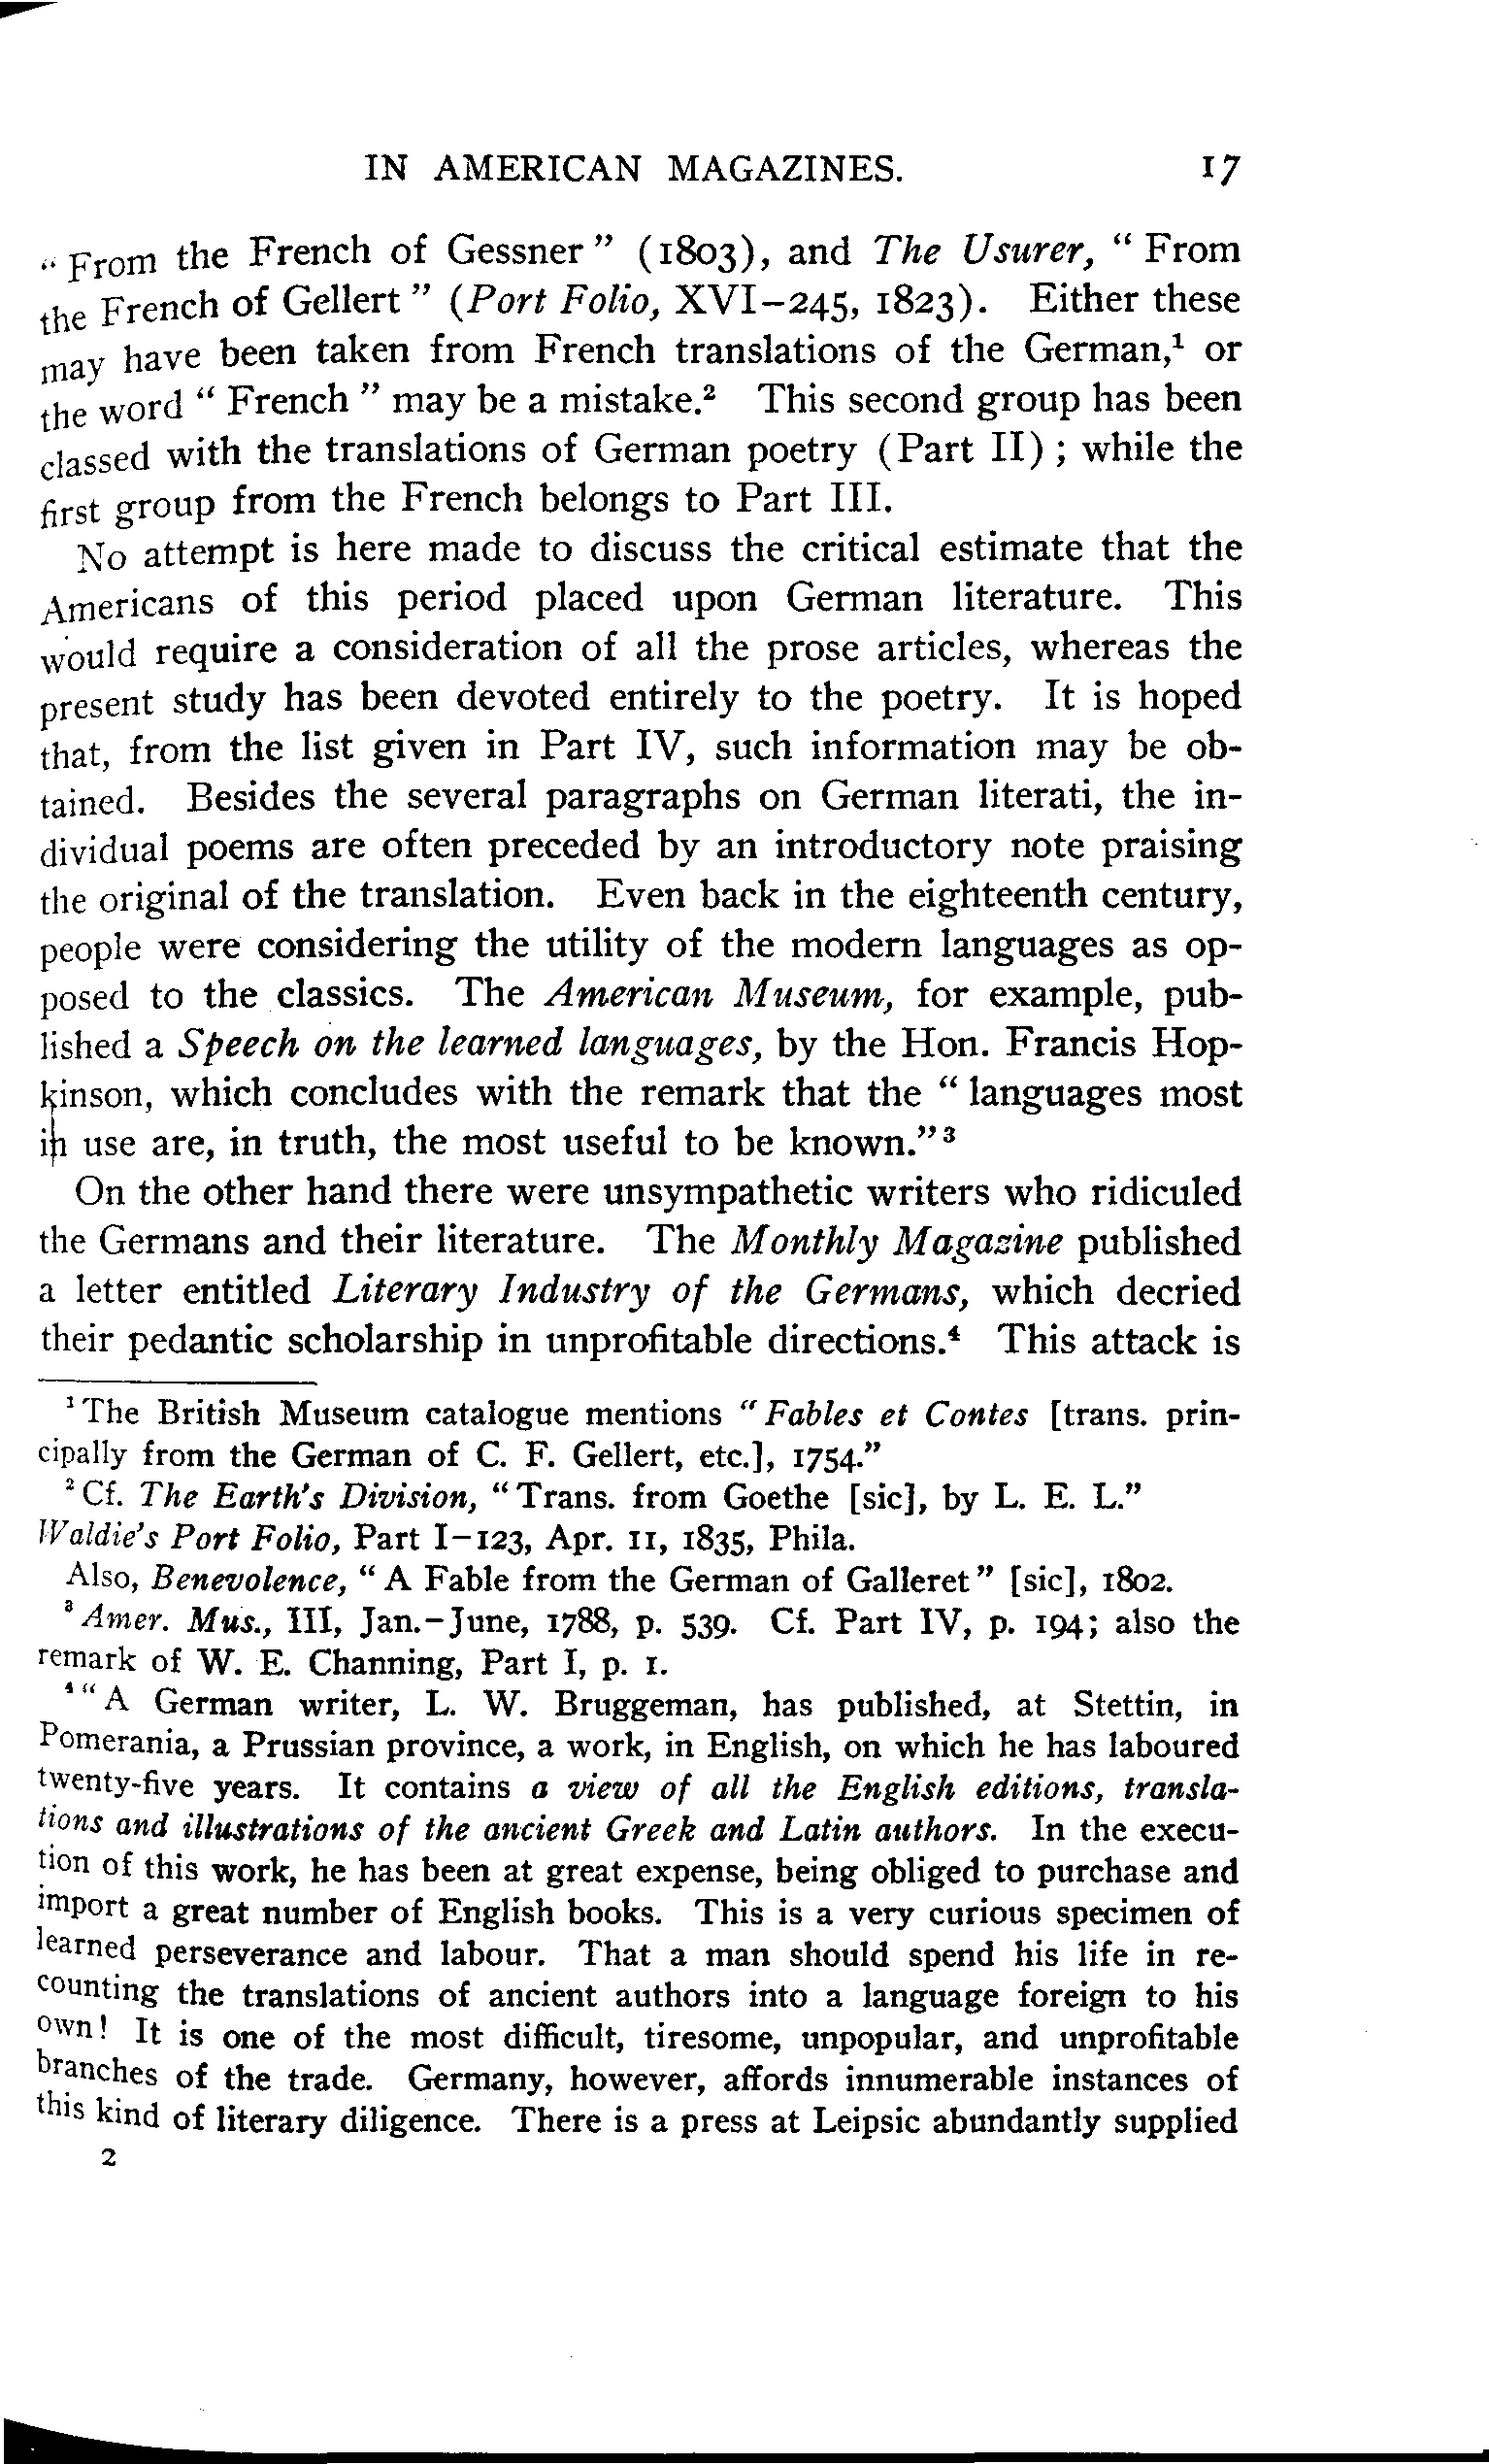 IN AMERICAN MAGAZINES. 17
“From the French of Gessner” (1803), and The Usurer, “From
the French of Gellert” (Port Folio, XVI–245, 1823). Either these
may have been taken from French translations of the German,¹ or
the word “French” may be a mistake.² This second group has been
classed with the translations of German poetry (Part II); while the
first group from the French belongs to Part III.
No attempt is here made to discuss the critical estimate that the
Americans of this period placed upon German literature. This
would require a consideration of all the prose articles, whereas the
present study has been devoted entirely to the poetry. It is hoped
that, from the list given in Part IV, such information may be ob-
tained. Besides the several paragraphs on German literati, the in-
dividual poems are often preceded by an introductory note praising
the original of the translation. Even back in the eighteenth century,
people were considering the utility of the modern languages as op-
posed to the classics. The American Museum, for example, pub-
lished a Speech on the learned languages, by the Hon. Francis Hop-
kinson, which concludes with the remark that the “languages most
in use are, in truth, the most useful to be known.”³
On the other hand there were unsympathetic writers who ridiculed
the Germans and their literature. The Monthly Magazine published
a letter entitled Literary Industry of the Germans, which decried
their pedantic scholarship in unprofitable directions.⁴ This attack is
¹ The British Museum catalogue mentions “Fables et Contes [trans. prin-
cipally from the German of C. F. Gellert, etc.], 1754.”
² Cf. The Earth's Division, “Trans. from Goethe [sic], by L. E. L.”
Waldie's Port Folio, Part I–123, Apr. 11, 1835, Phila.
Also, Benevolence, “A Fable from the German of Galleret” [sic], 1802.
³ Amer. Mus., III, Jan.–June, 1788, p. 539. Cf. Part IV, p. 194; also the
remark of W. E. Channing, Part I, p. 1.
⁴ “A German writer, L. W. Bruggeman, has published, at Stettin, in
Pomerania, a Prussian province, a work, in English, on which he has laboured
twenty-five years. It contains a view of all the English editions, transla-
tions and illustrations of the ancient Greek and Latin authors. In the execu-
tion of this work, he has been at great expense, being obliged to purchase and
import a great number of English books. This is a very curious specimen of
learned perseverance and labour. That a man should spend his life in re-
counting the translations of ancient authors into a language foreign to his
own! It is one of the most difficult, tiresome, unpopular, and unprofitable
branches of the trade. Germany, however, affords innumerable instances of
this kind of literary diligence. There is a press at Leipsic abundantly supplied
2